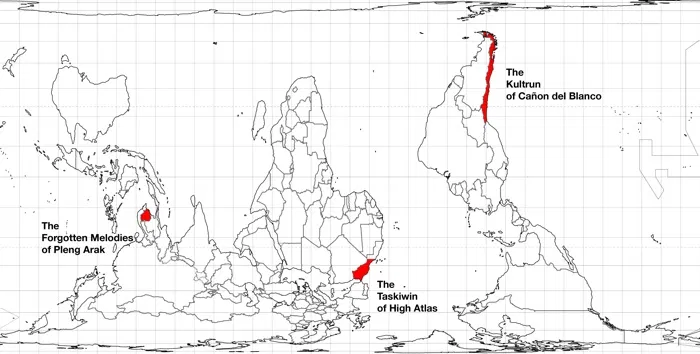 The
Kultrun
of Cañon del Blanco
The
Forgotten Melodies
of Pleng Arak
The
Taskiwin
of High Atlas